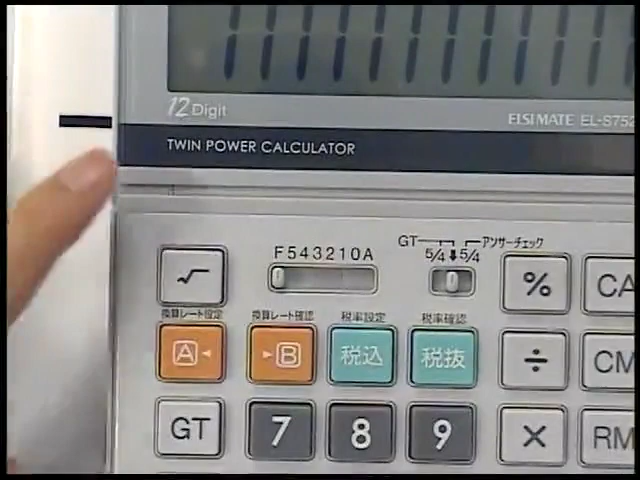 12 Digit
ELSI MATE EL-S752
TWIN POWER CALCULATOR
F543210A
GT
アンサーチェック
5/4 5/4
√
%
CA
換算レート設定
換算レート確認
税率設定
税率確認
A
B
税込
税抜
÷
CM
GT
7
8
9
×
RM